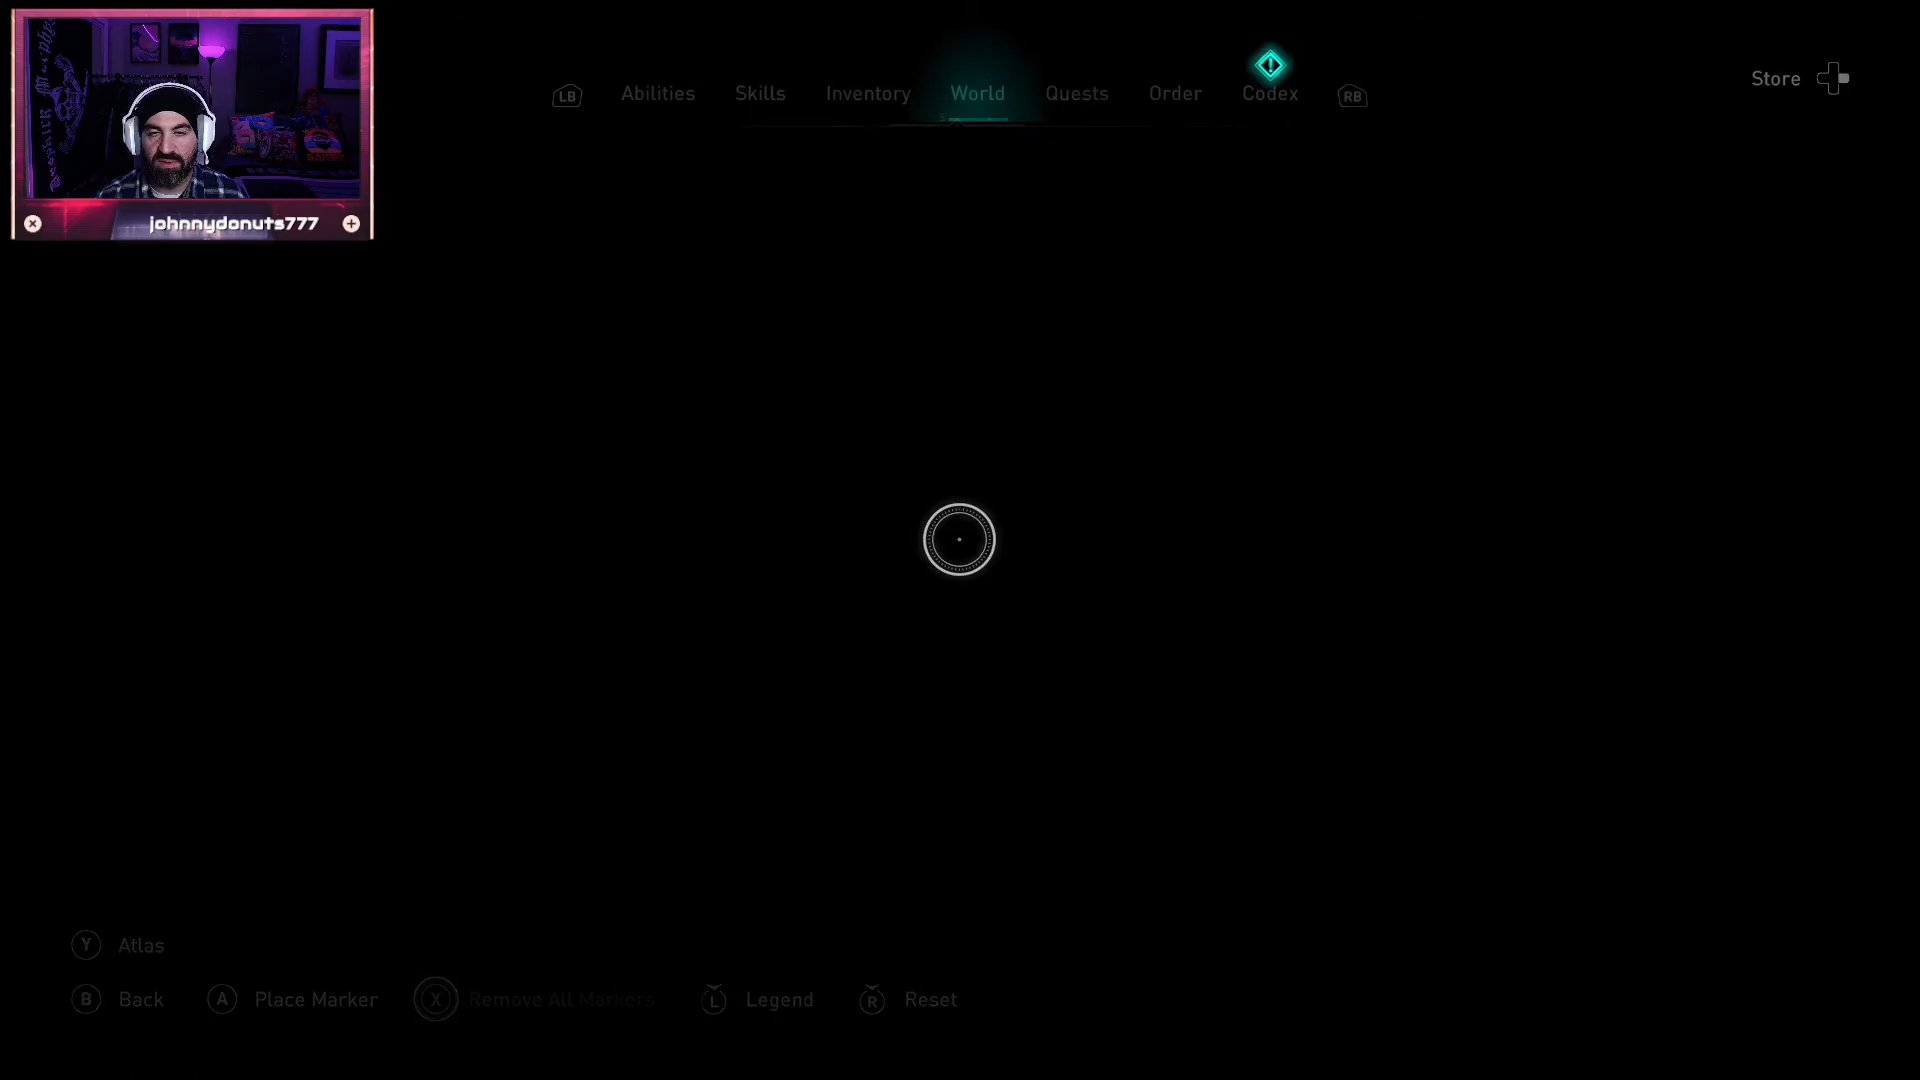 johnnydonuts777
LB Abilities Skills Inventory World Quests Order Codex RB
Store
Y Atlas
B Back A Place Marker X Remove All Markers L Legend R Reset